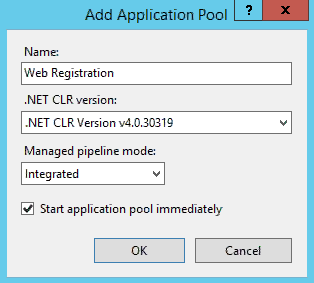 Add Application Pool
?
x
Name:
Web Registration
.NET CLR version:
.NET CLR Version v4.0.30319
Managed pipeline mode:
Integrated
Start application pool immediately
OK
Cancel